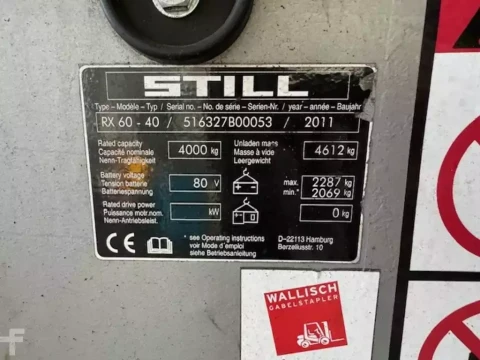 STILL
Type – Modèle – Typ / Serial no. – No. de série – Serien-Nr. / year – année – Baujahr
RX 60 - 40 / 516327B00053 / 2011
Rated capacity
Capacité nominale 4000 kg
Nenn-Tragfähigkeit
Unladen mass
Masse à vide 4612 kg
Leergewicht
Battery voltage
Tension batterie 80 V
Batteriespannung
max. 2287 kg
min.* 2069 kg
Rated drive power
Puissance motr.nom. kW
Nenn-Antriebsleist.
0 kg
CE
* see Operating instructions
voir Mode d'emploi
siehe Betriebsanleitung
D–22113 Hamburg
Berzeliusstr. 10
WALLISCH
GABELSTAPLER
F